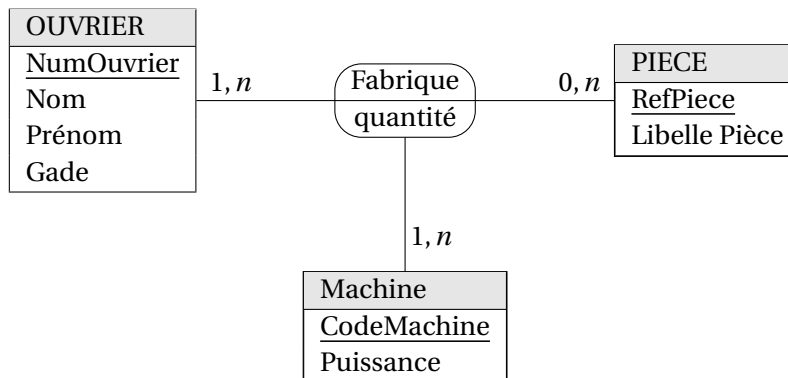 OUVRIER
NumOuvrier
Nom
Prénom
Gade
1, n
Fabrique
quantité
0, n
PIECE
RefPiece
Libelle Pièce
1, n
Machine
CodeMachine
Puissance